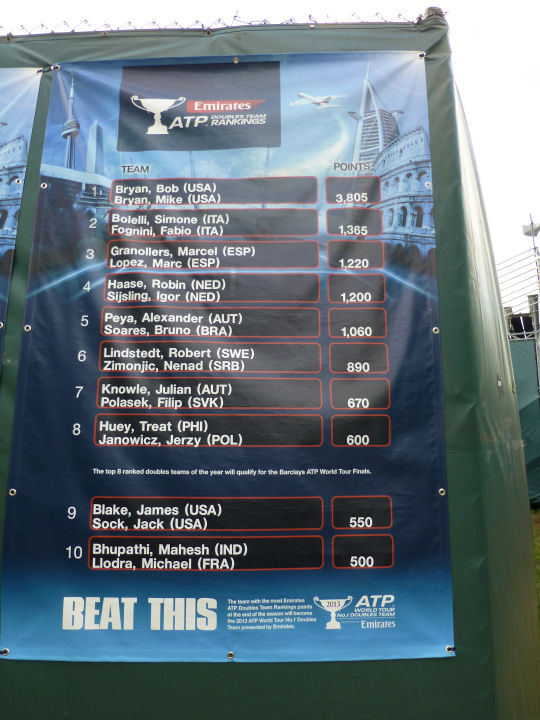 Emirates
ATP DOUBLES TEAM RANKINGS
TEAM POINTS
1 Bryan, Bob (USA)
Bryan, Mike (USA) 3,805
2 Bolelli, Simone (ITA)
Fognini, Fabio (ITA) 1,365
3 Granollers, Marcel (ESP)
Lopez, Marc (ESP) 1,220
4 Haase, Robin (NED)
Sijsling, Igor (NED) 1,200
5 Peya, Alexander (AUT)
Soares, Bruno (BRA) 1,060
6 Lindstedt, Robert (SWE)
Zimonjic, Nenad (SRB) 890
7 Knowle, Julian (AUT)
Polasek, Filip (SVK) 670
8 Huey, Treat (PHI)
Janowicz, Jerzy (POL) 600
The top 8 ranked doubles teams of the year will qualify for the Barclays ATP World Tour Finals.
9 Blake, James (USA)
Sock, Jack (USA) 550
10 Bhupathi, Mahesh (IND)
Llodra, Michael (FRA) 500
BEAT THIS
The team with the most Emirates
ATP Doubles Team Rankings points
at the end of the season will become
the 2013 ATP World Tour No.1 Doubles
Team presented by Emirates.
2013 ATP
WORLD TOUR
No.1 DOUBLES TEAM
Emirates